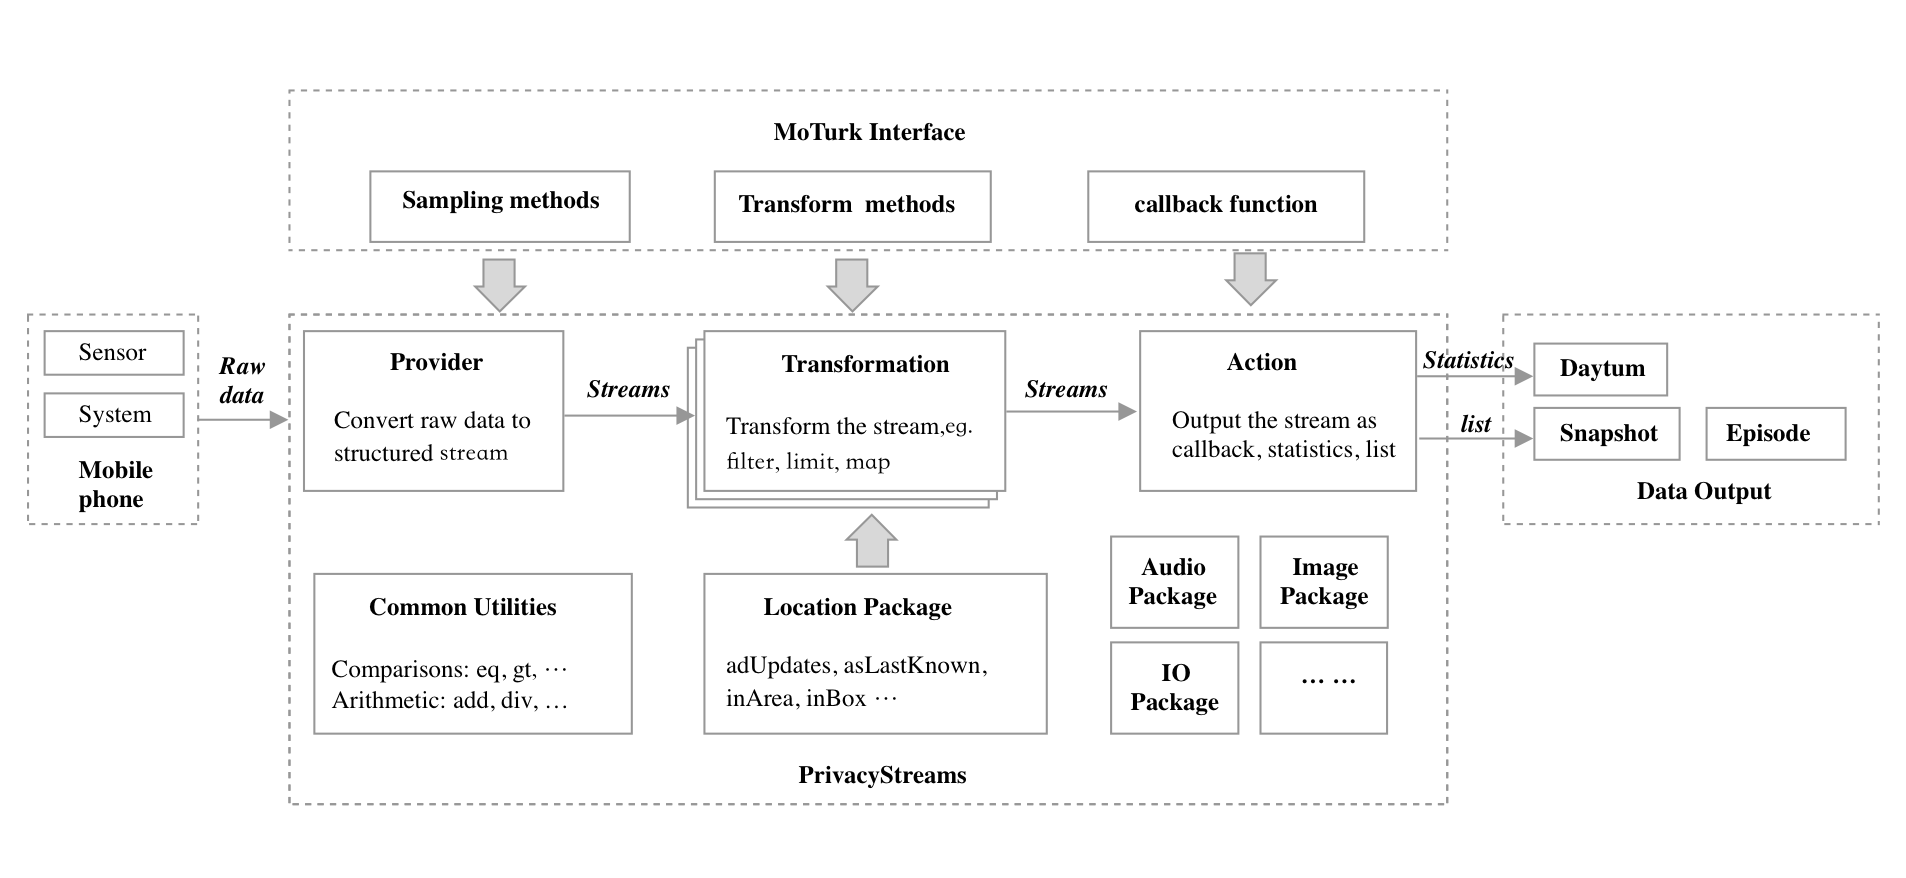 MoTurk Interface
Sampling methods
Transform methods
callback function
Sensor
System
Mobile
phone
Raw
data
Provider
Convert raw data to
structured stream
Streams
Transformation
Transform the stream,eg.
filter, limit, map
Streams
Action
Output the stream as
callback, statistics, list
Statistics
list
Daytum
Snapshot
Episode
Data Output
Common Utilities
Comparisons: eq, gt, ···
Arithmetic: add, div, ...
Location Package
adUpdates, asLastKnown,
inArea, inBox ···
Audio
Package
Image
Package
IO
Package
... ...
PrivacyStreams